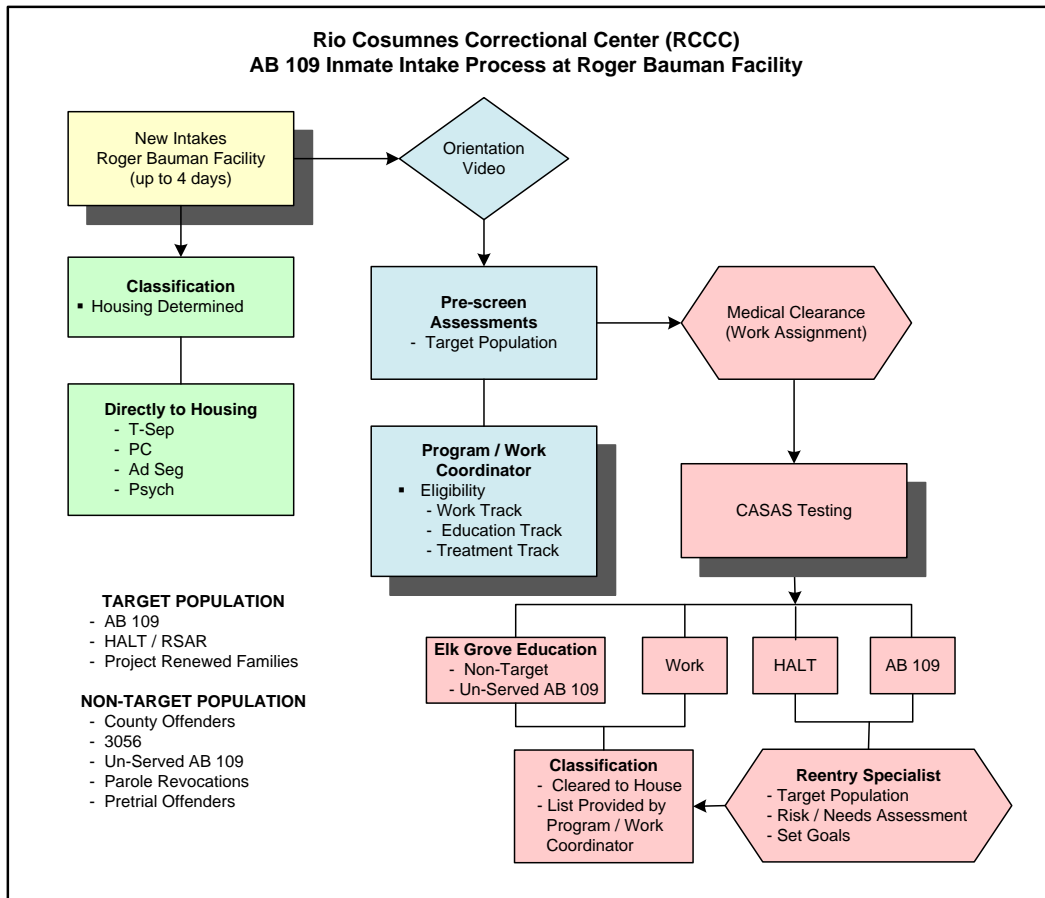 Rio Cosumnes Correctional Center (RCCC)
AB 109 Inmate Intake Process at Roger Bauman Facility
New Intakes
Roger Bauman Facility
(up to 4 days)
Orientation
Video
Classification
▪ Housing Determined
Pre-screen
Assessments
- Target Population
Medical Clearance
(Work Assignment)
Directly to Housing
- T-Sep
- PC
- Ad Seg
- Psych
Program / Work
Coordinator
▪ Eligibility
- Work Track
- Education Track
- Treatment Track
CASAS Testing
TARGET POPULATION
- AB 109
- HALT / RSAR
- Project Renewed Families
NON-TARGET POPULATION
- County Offenders
- 3056
- Un-Served AB 109
- Parole Revocations
- Pretrial Offenders
Elk Grove Education
- Non-Target
- Un-Served AB 109
Work
HALT
AB 109
Classification
- Cleared to House
- List Provided by
Program / Work
Coordinator
Reentry Specialist
- Target Population
- Risk / Needs Assessment
- Set Goals